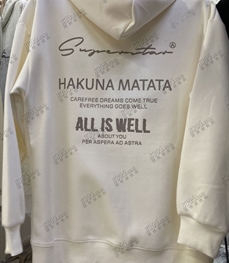 Superstar
HAKUNA MATATA
CAREFREE DREAMS COME TRUE
EVERYTHING GOES WELL
ALL IS WELL
ABOUT YOU
PER ASPERA AD ASTRA